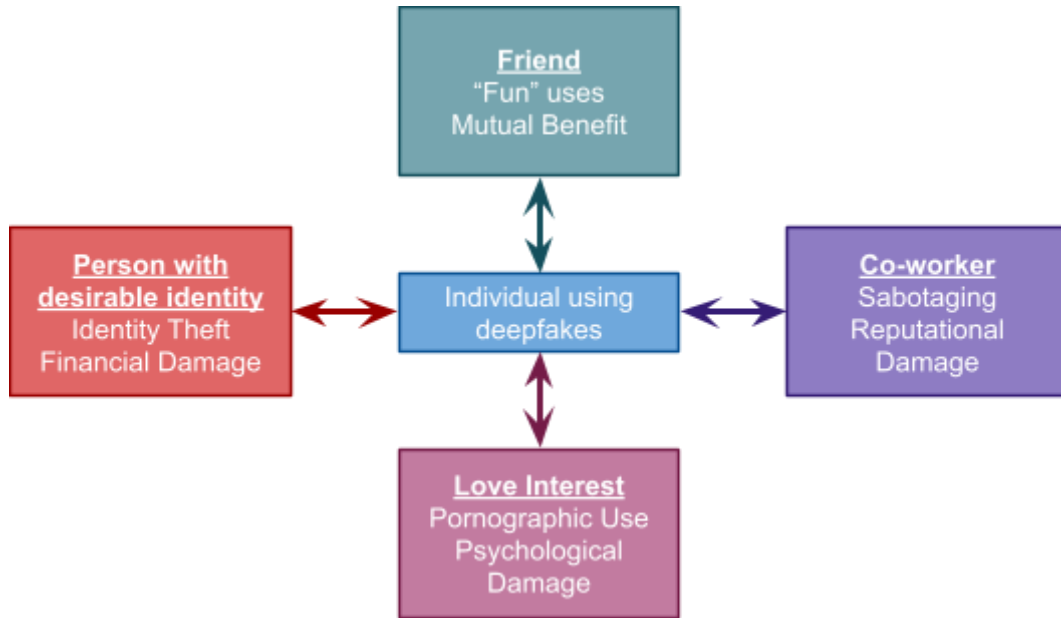 Friend
“Fun” uses
Mutual Benefit
Person with
desirable identity
Identity Theft
Financial Damage
Individual using
deepfakes
Co-worker
Sabotaging
Reputational
Damage
Love Interest
Pornographic Use
Psychological
Damage